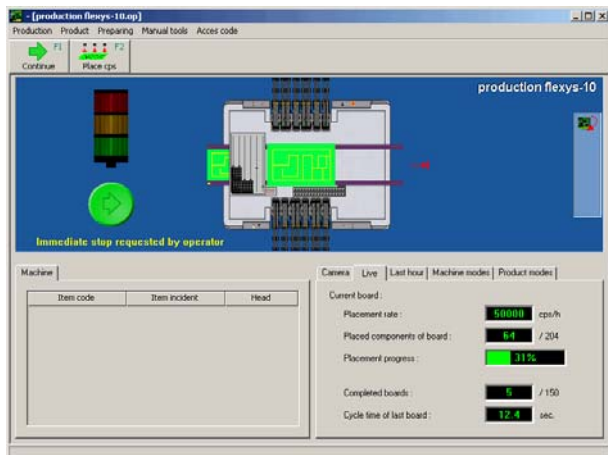 - [production flexys-10.op]
Production Product Preparing Manual tools Acces code
F1 F2
Continue Place cps
production flexys-10
Immediate stop requested by operator
Machine
Item code Item incident Head
Camera Live Last hour Machine modes Product modes
Current board :
Placement rate : 50000 cps/h
Placed components of board : 64 / 204
Placement progress : 31%
Completed boards : 5 / 150
Cycle time of last board : 12.4 sec.